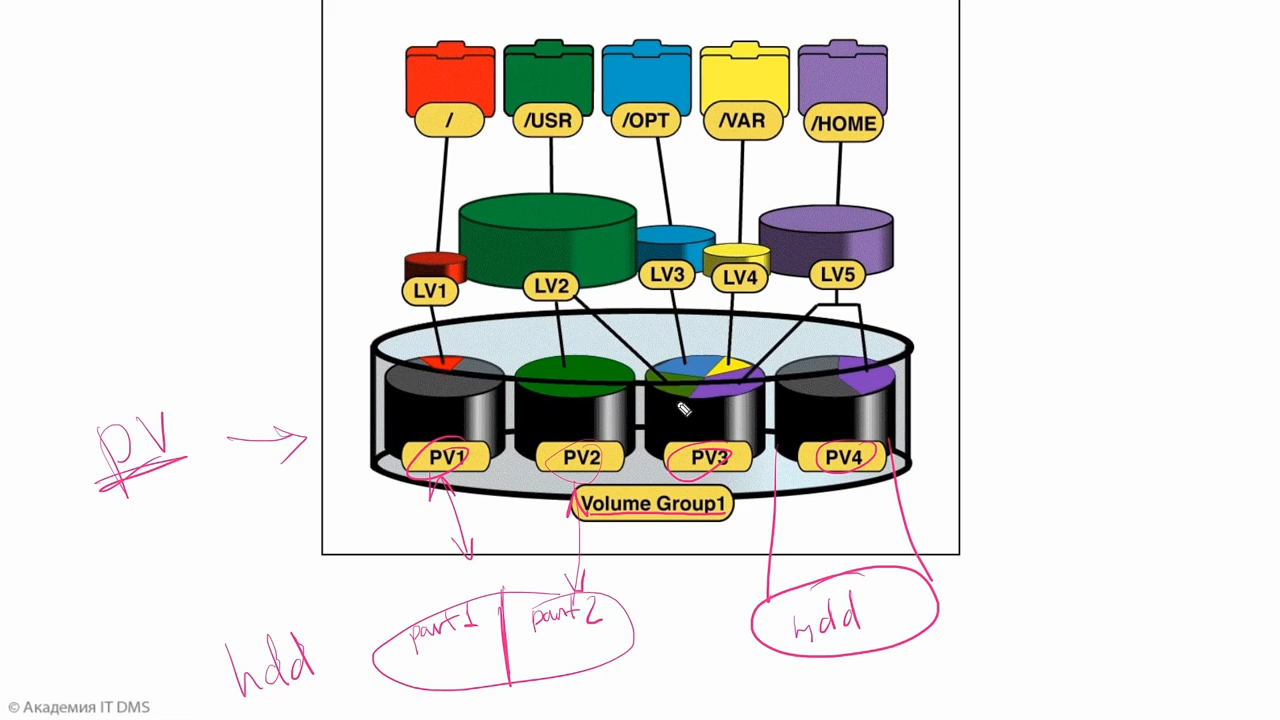 / /USR /OPT /VAR /HOME
LV1 LV2 LV3 LV4 LV5
PV
PV1 PV2 PV3 PV4
Volume Group1
part1 part2
hdd
hdd
© Академия IT DMS